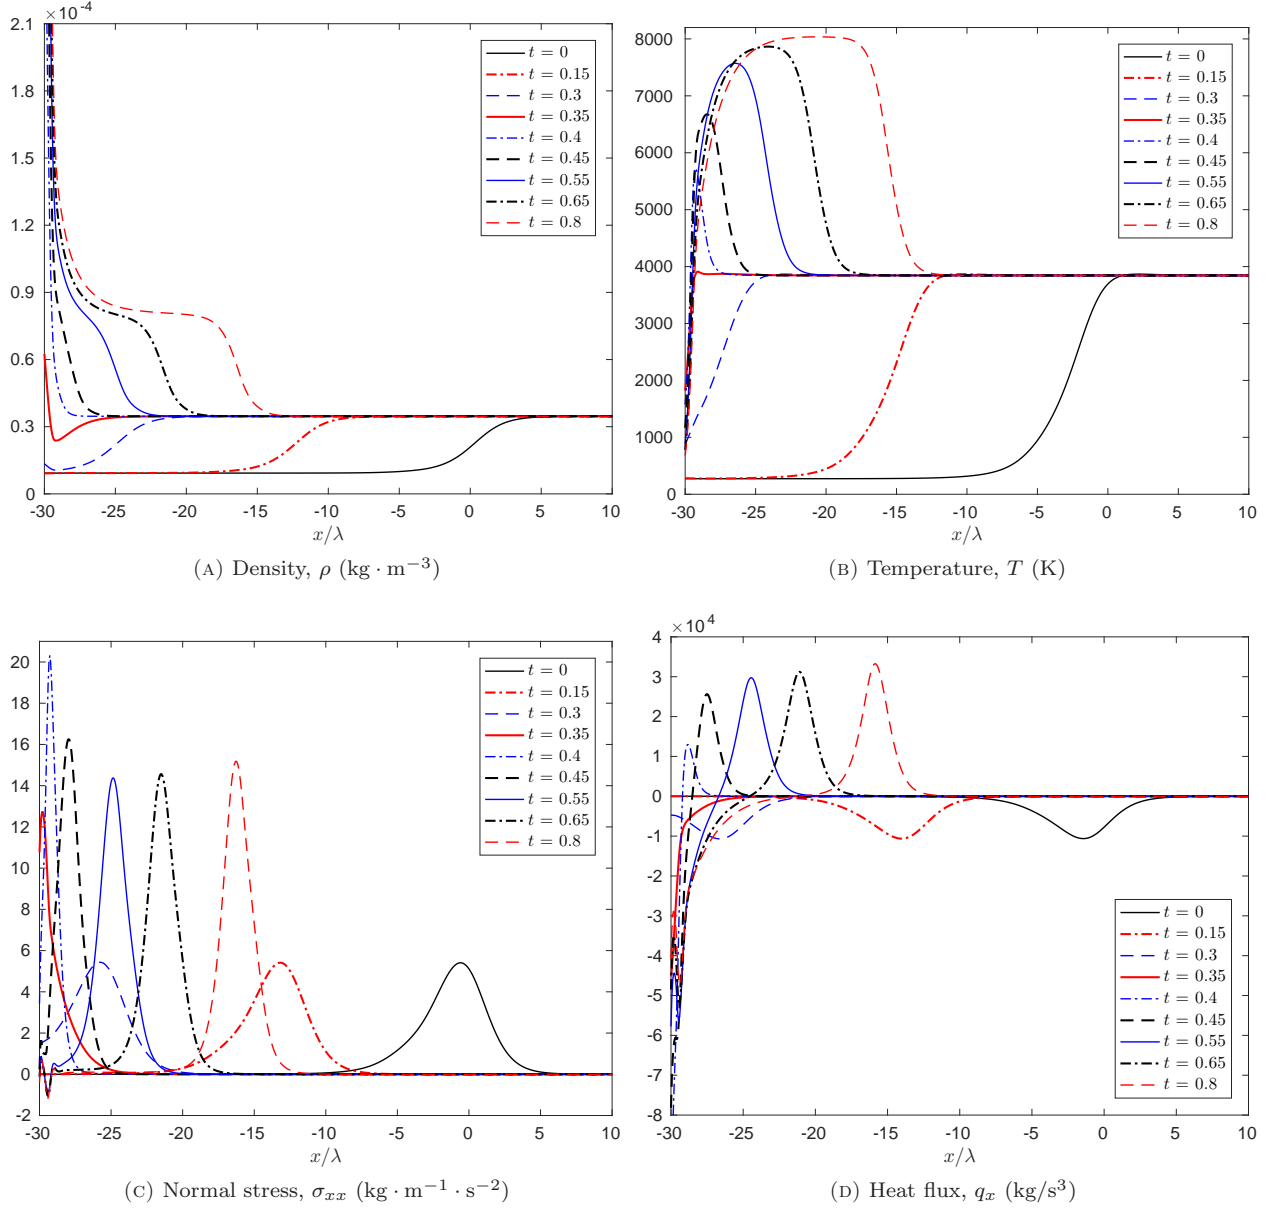 ×10⁻⁴
2.1
1.8
1.5
1.2
0.9
0.6
0.3
0
-30 -25 -20 -15 -10 -5 0 5 10
x/λ
t = 0
t = 0.15
t = 0.3
t = 0.35
t = 0.4
t = 0.45
t = 0.55
t = 0.65
t = 0.8
(A) Density, ρ (kg · m⁻³)
8000
7000
6000
5000
4000
3000
2000
1000
0
-30 -25 -20 -15 -10 -5 0 5 10
x/λ
t = 0
t = 0.15
t = 0.3
t = 0.35
t = 0.4
t = 0.45
t = 0.55
t = 0.65
t = 0.8
(B) Temperature, T (K)
20
18
16
14
12
10
8
6
4
2
0
-2
-30 -25 -20 -15 -10 -5 0 5 10
x/λ
t = 0
t = 0.15
t = 0.3
t = 0.35
t = 0.4
t = 0.45
t = 0.55
t = 0.65
t = 0.8
(C) Normal stress, σₓₓ (kg · m⁻¹ · s⁻²)
×10⁴
4
3
2
1
0
-1
-2
-3
-4
-5
-6
-7
-8
-30 -25 -20 -15 -10 -5 0 5 10
x/λ
t = 0
t = 0.15
t = 0.3
t = 0.35
t = 0.4
t = 0.45
t = 0.55
t = 0.65
t = 0.8
(D) Heat flux, qₓ (kg/s³)